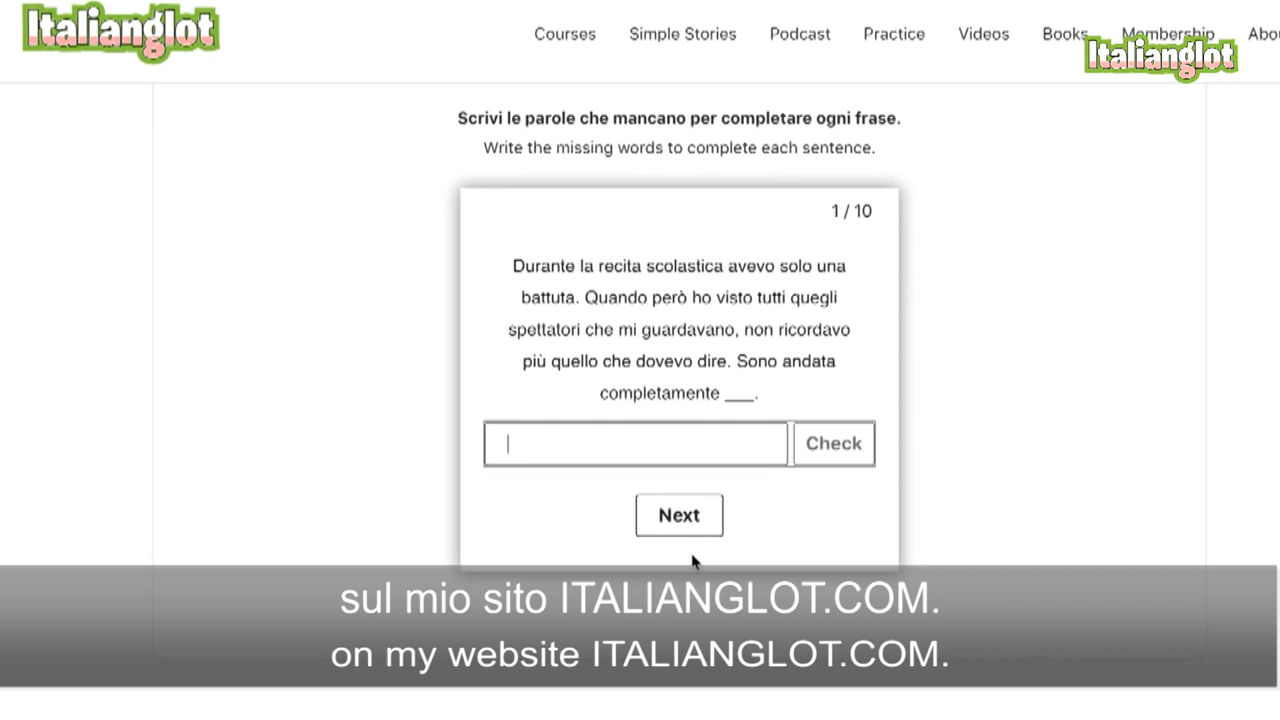 Italianglot
Courses Simple Stories Podcast Practice Videos Books Membership Abo
Italianglot
Scrivi le parole che mancano per completare ogni frase.
Write the missing words to complete each sentence.
1 / 10
Durante la recita scolastica avevo solo una
battuta. Quando però ho visto tutti quegli
spettatori che mi guardavano, non ricordavo
più quello che dovevo dire. Sono andata
completamente ___.
Check
Next
sul mio sito ITALIANGLOT.COM.
on my website ITALIANGLOT.COM.